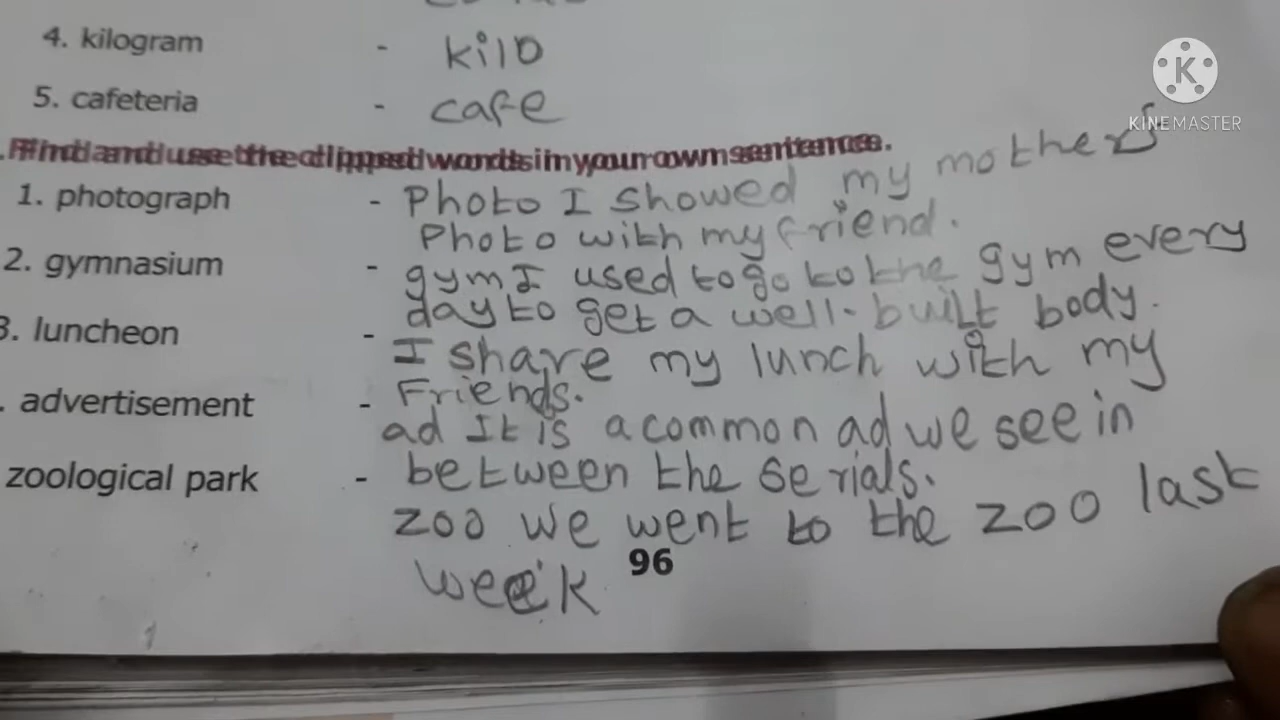 4. kilogram - kilo
5. cafeteria - cafe
KINEMASTER
Find and use the clipped words in your own sentence.
1. photograph - Photo I showed my mothers
Photo with my friend.
2. gymnasium - gym I used to go to the gym every
day to get a well-built body.
3. luncheon - I share my lunch with my
Friends.
. advertisement - ad It is a common ad we see in
zoological park - between the serials.
zoo we went to the zoo last
week
96